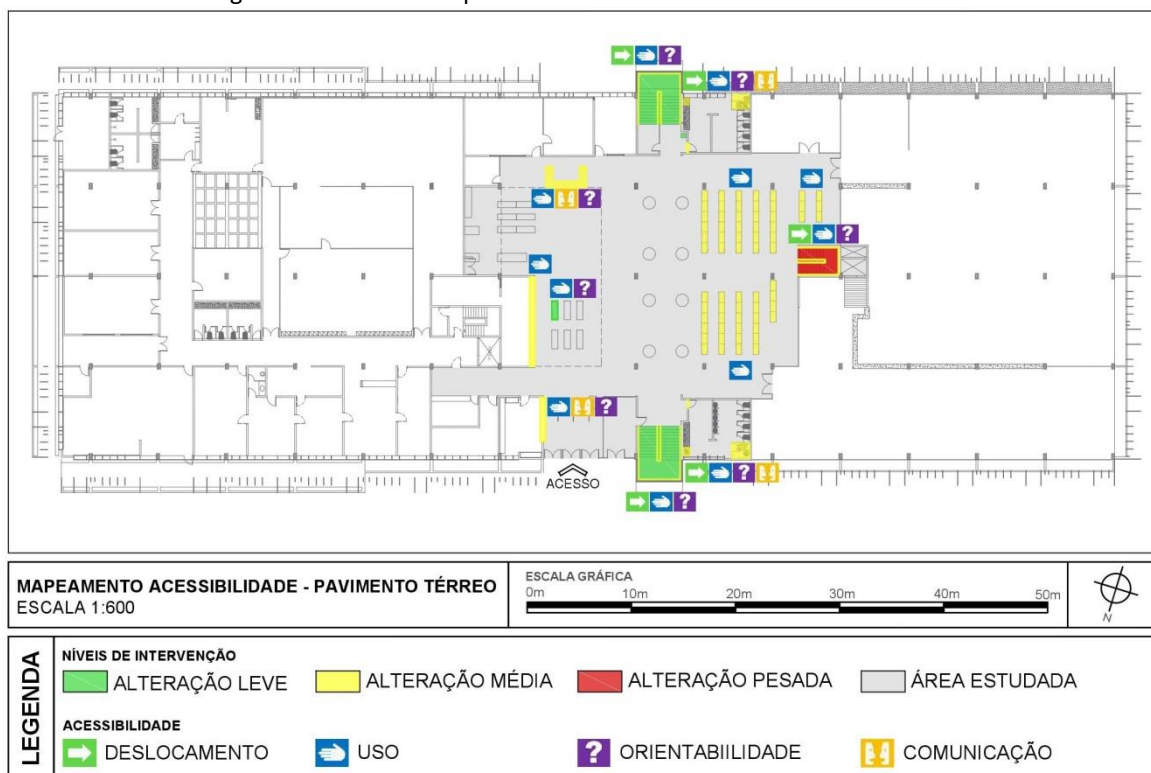 ACESSO
MAPEAMENTO ACESSIBILIDADE - PAVIMENTO TÉRREO
ESCALA 1:600
ESCALA GRÁFICA
0m 10m 20m 30m 40m 50m
N
LEGENDA
NÍVEIS DE INTERVENÇÃO
ALTERAÇÃO LEVE ALTERAÇÃO MÉDIA ALTERAÇÃO PESADA ÁREA ESTUDADA
ACESSIBILIDADE
DESLOCAMENTO USO ? ORIENTABIILIDADE COMUNICAÇÃO